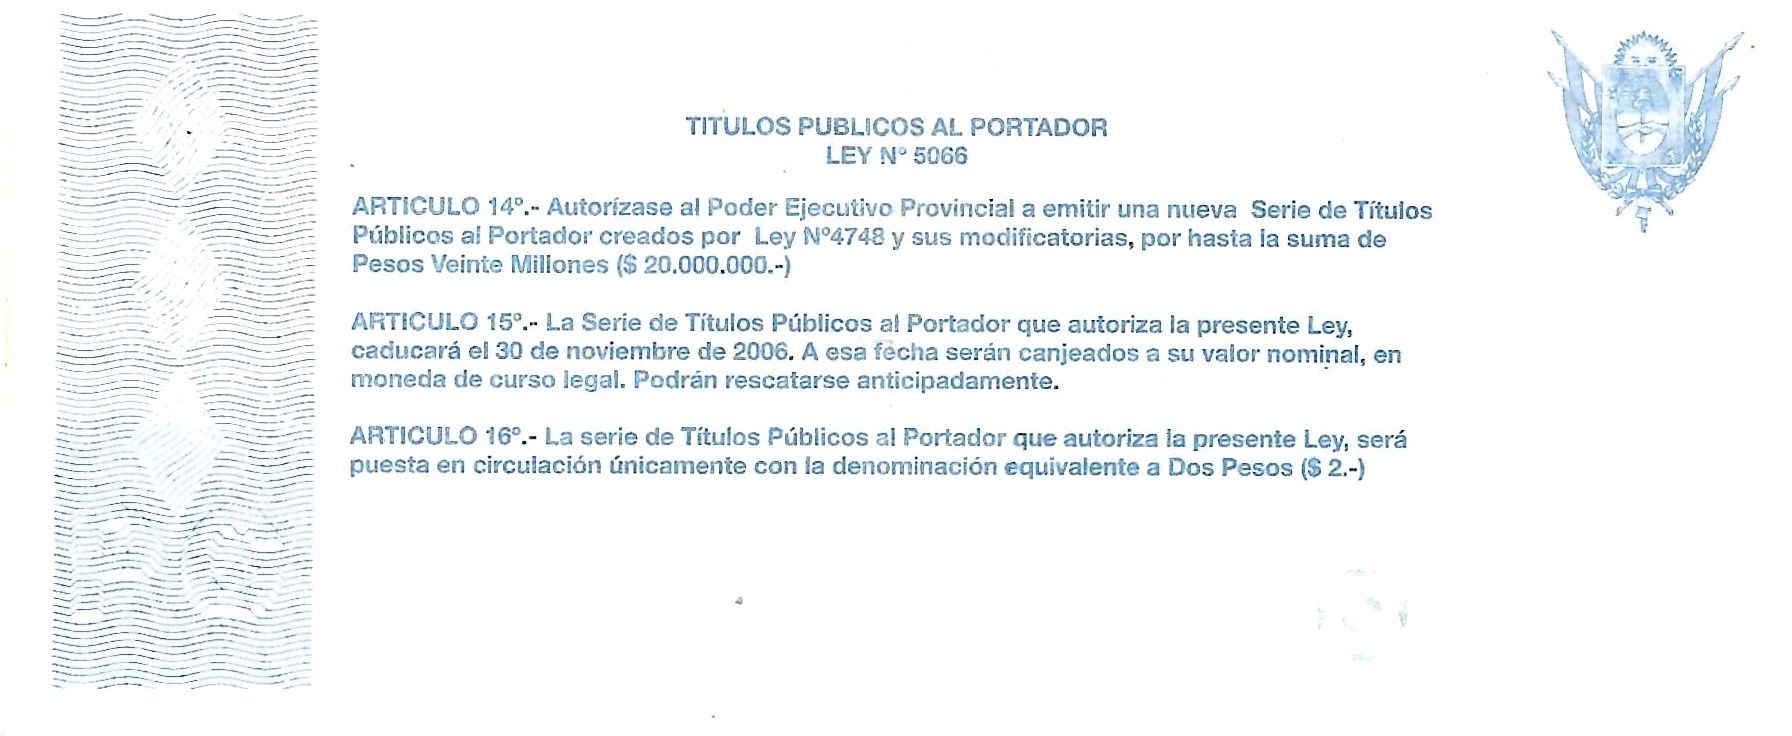 TITULOS PUBLICOS AL PORTADOR
LEY Nº 5066
ARTICULO 14º.- Autorízase al Poder Ejecutivo Provincial a emitir una nueva Serie de Títulos
Públicos al Portador creados por Ley Nº4748 y sus modificatorias, por hasta la suma de
Pesos Veinte Millones ($ 20.000.000.-)
ARTICULO 15º.- La Serie de Títulos Públicos al Portador que autoriza la presente Ley,
caducará el 30 de noviembre de 2006. A esa fecha serán canjeados a su valor nominal, en
moneda de curso legal. Podrán rescatarse anticipadamente.
ARTICULO 16º.- La serie de Títulos Públicos al Portador que autoriza la presente Ley, será
puesta en circulación únicamente con la denominación equivalente a Dos Pesos ($ 2.-)